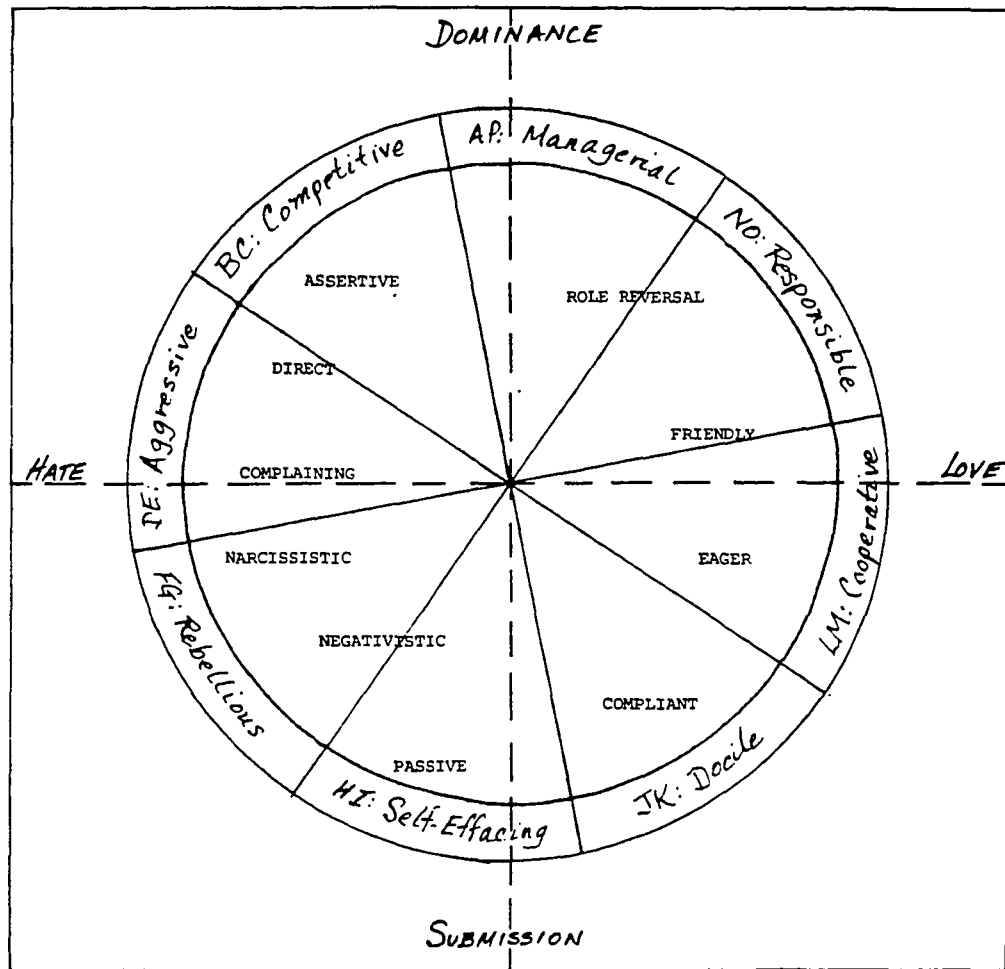 DOMINANCE
AP: Managerial
BC: Competitive
NO: Responsible
ASSERTIVE
ROLE REVERSAL
DIRECT
DE: Aggressive
FRIENDLY
HATE
COMPLAINING
LOVE
NARCISSISTIC
EAGER
LM: Cooperative
FG: Rebellious
NEGATIVISTIC
COMPLIANT
PASSIVE
JK: Docile
HI: Self-Effacing
SUBMISSION